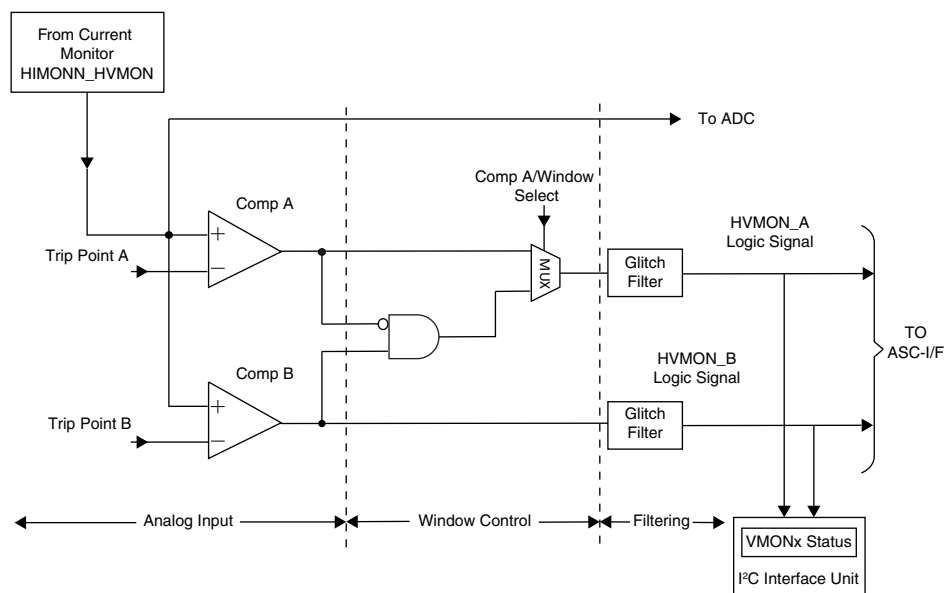 From Current
Monitor
HIMONN_HVMON
To ADC
Comp A/Window
Select
Comp A
+
−
Trip Point A
MUX
Glitch
Filter
HVMON_A
Logic Signal
TO
ASC-I/F
Comp B
+
−
Trip Point B
HVMON_B
Logic Signal
Glitch
Filter
Analog Input
Window Control
Filtering
VMONx Status
I²C Interface Unit